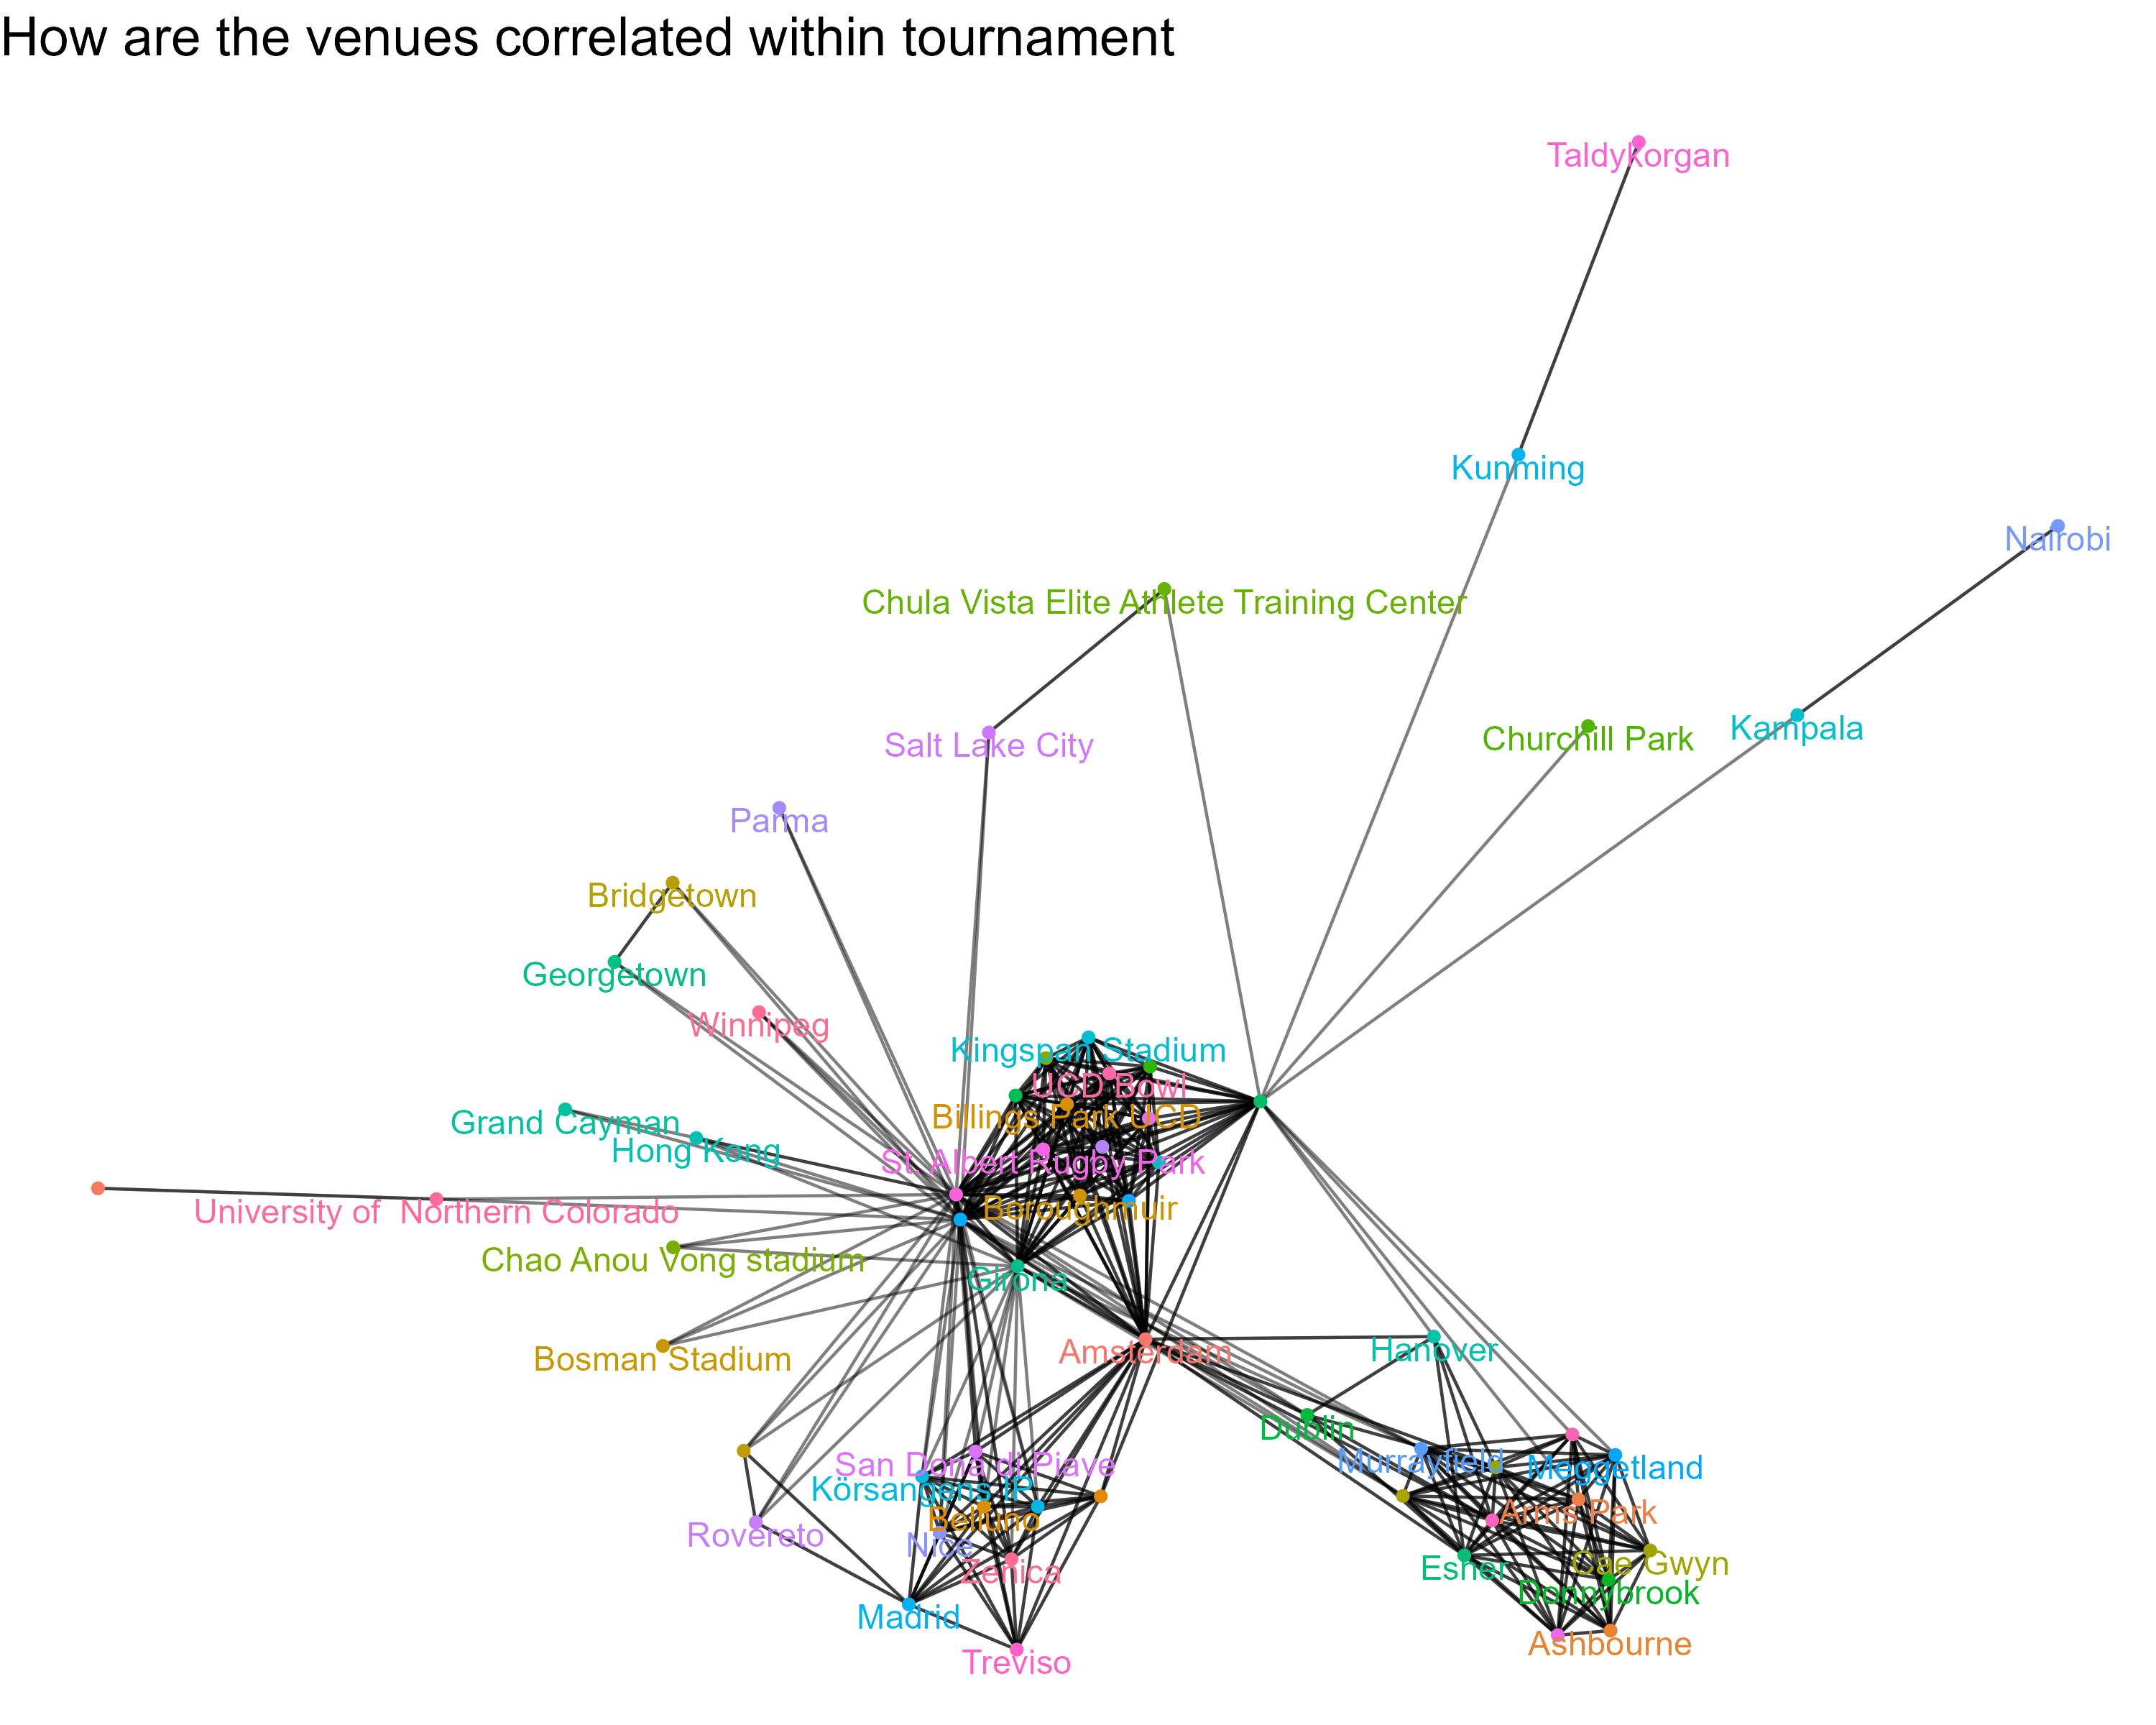 How are the venues correlated within tournament
Taldykorgan
Kunming
Nairobi
Chula Vista Elite Athlete Training Center
Kampala
Churchill Park
Salt Lake City
Parma
Bridgetown
Georgetown
Winnipeg
Kingspan Stadium
UCD Bowl
Billings Park UCD
Grand Cayman
Hong Kong
St. Albert Rugby Park
University of  Northern Colorado
Boroughmuir
Chao Anou Vong stadium
Girona
Amsterdam
Hanover
Bosman Stadium
Dublin
Murrayfield
San Donà di Piave
Meggetland
Körsangens IP
Arms Park
Belluno
Rovereto
Nice
Cae Gwyn
Esher
Zenica
Donnybrook
Madrid
Ashbourne
Treviso